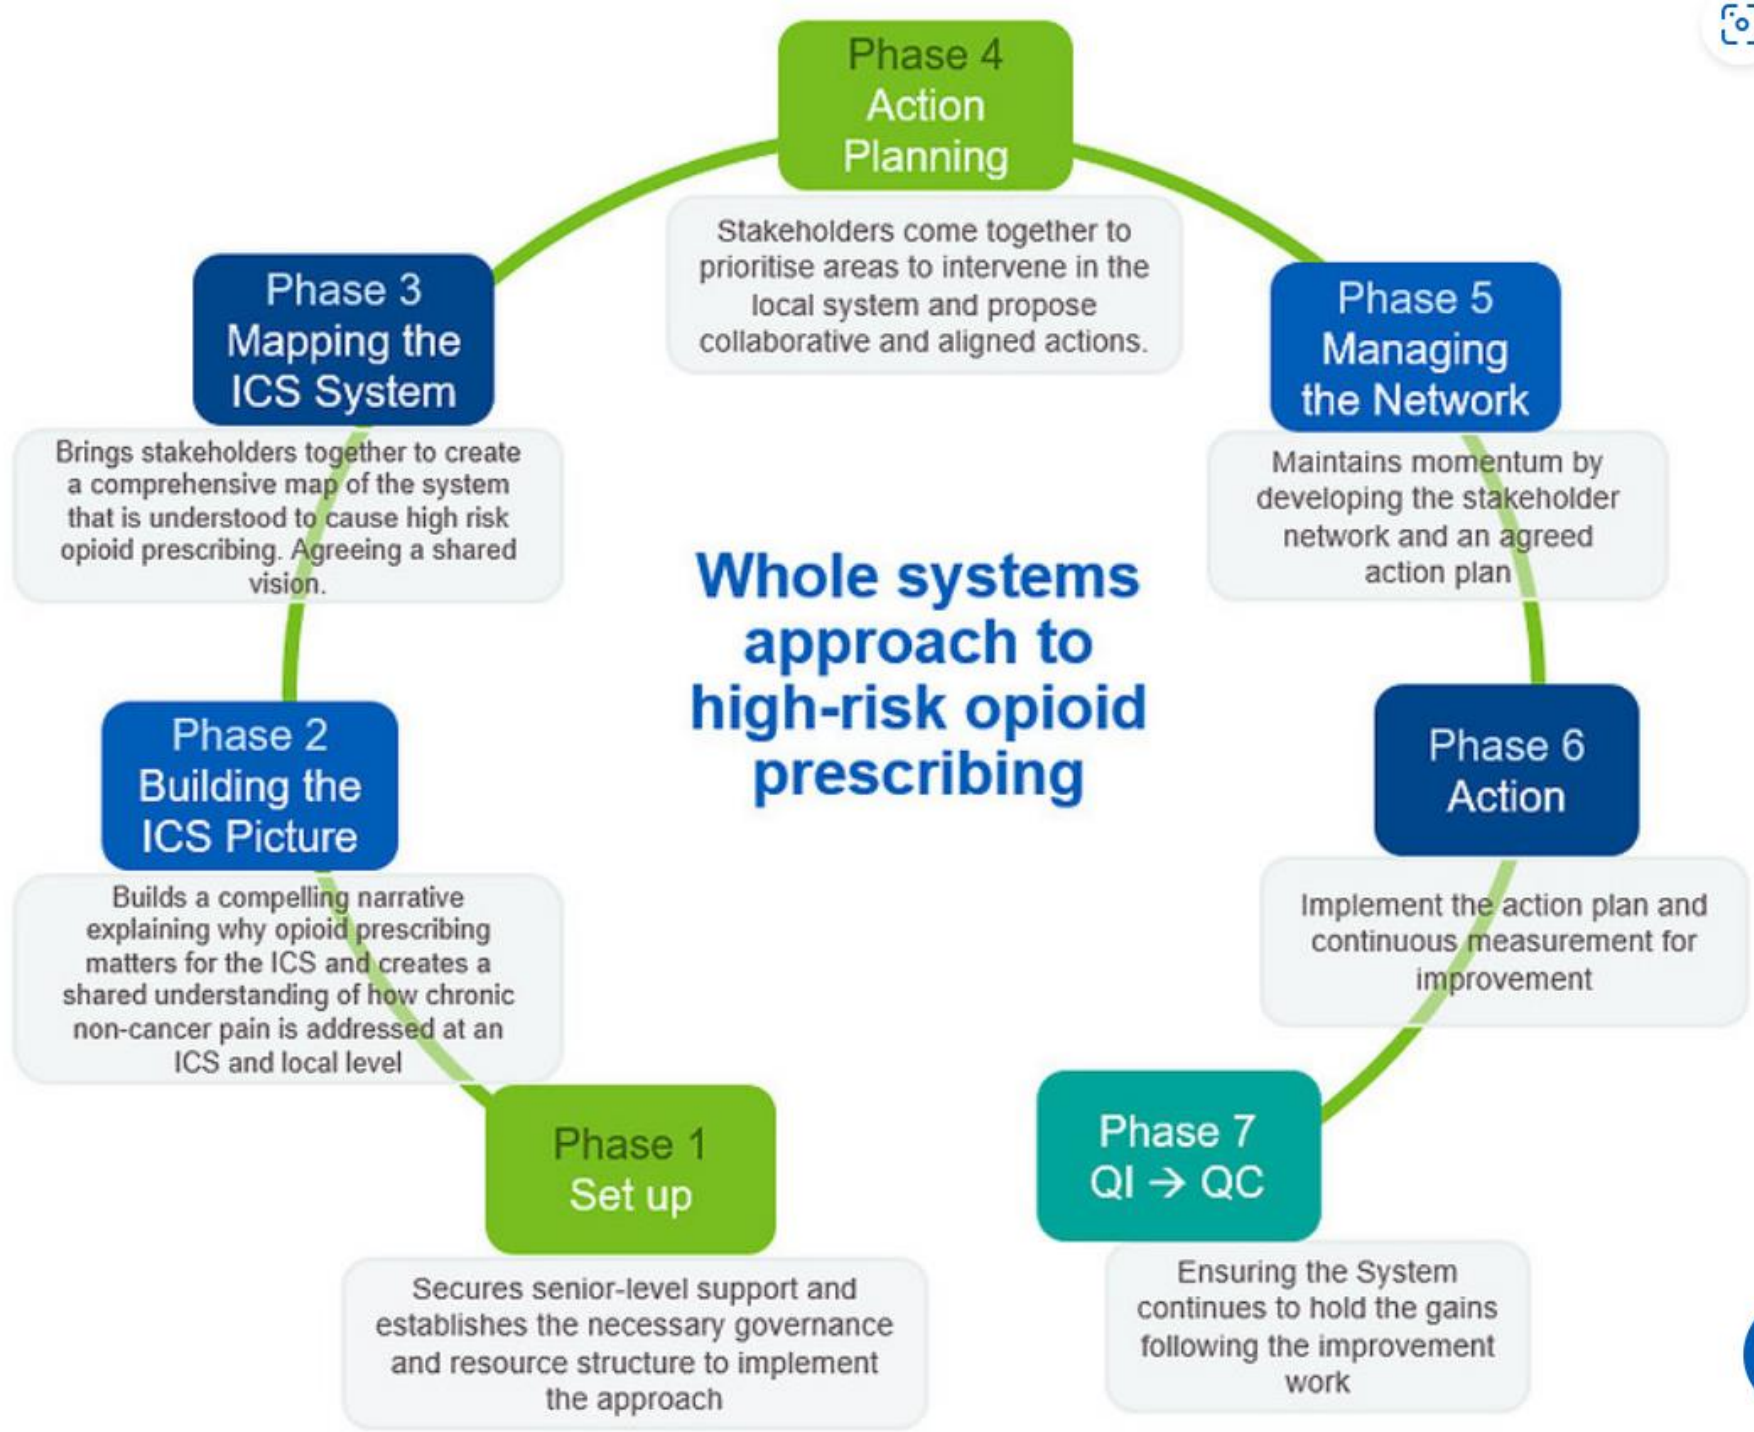 Phase 4
Action
Planning
Stakeholders come together to
prioritise areas to intervene in the
local system and propose
collaborative and aligned actions.
Phase 3
Mapping the
ICS System
Brings stakeholders together to create
a comprehensive map of the system
that is understood to cause high risk
opioid prescribing. Agreeing a shared
vision.
Phase 5
Managing
the Network
Maintains momentum by
developing the stakeholder
network and an agreed
action plan
Whole systems
approach to
high-risk opioid
prescribing
Phase 2
Building the
ICS Picture
Builds a compelling narrative
explaining why opioid prescribing
matters for the ICS and creates a
shared understanding of how chronic
non-cancer pain is addressed at an
ICS and local level
Phase 6
Action
Implement the action plan and
continuous measurement for
improvement
Phase 1
Set up
Secures senior-level support and
establishes the necessary governance
and resource structure to implement
the approach
Phase 7
QI → QC
Ensuring the System
continues to hold the gains
following the improvement
work